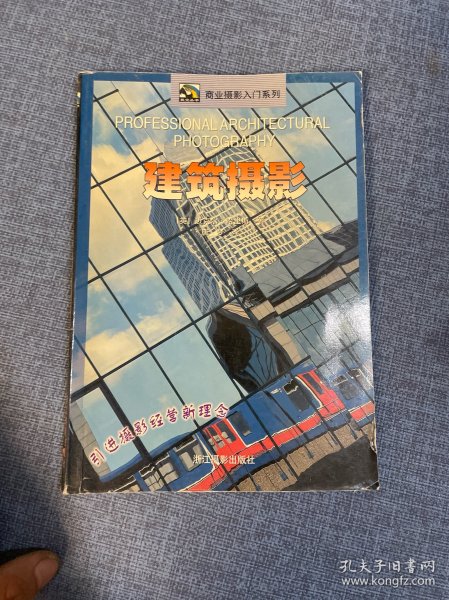 商业摄影入门系列
PROFESSIONAL ARCHITECTURAL
PHOTOGRAPHY
建筑摄影
引进摄影经营新理念
浙江摄影出版社
孔夫子旧书网
www.kongfz.com